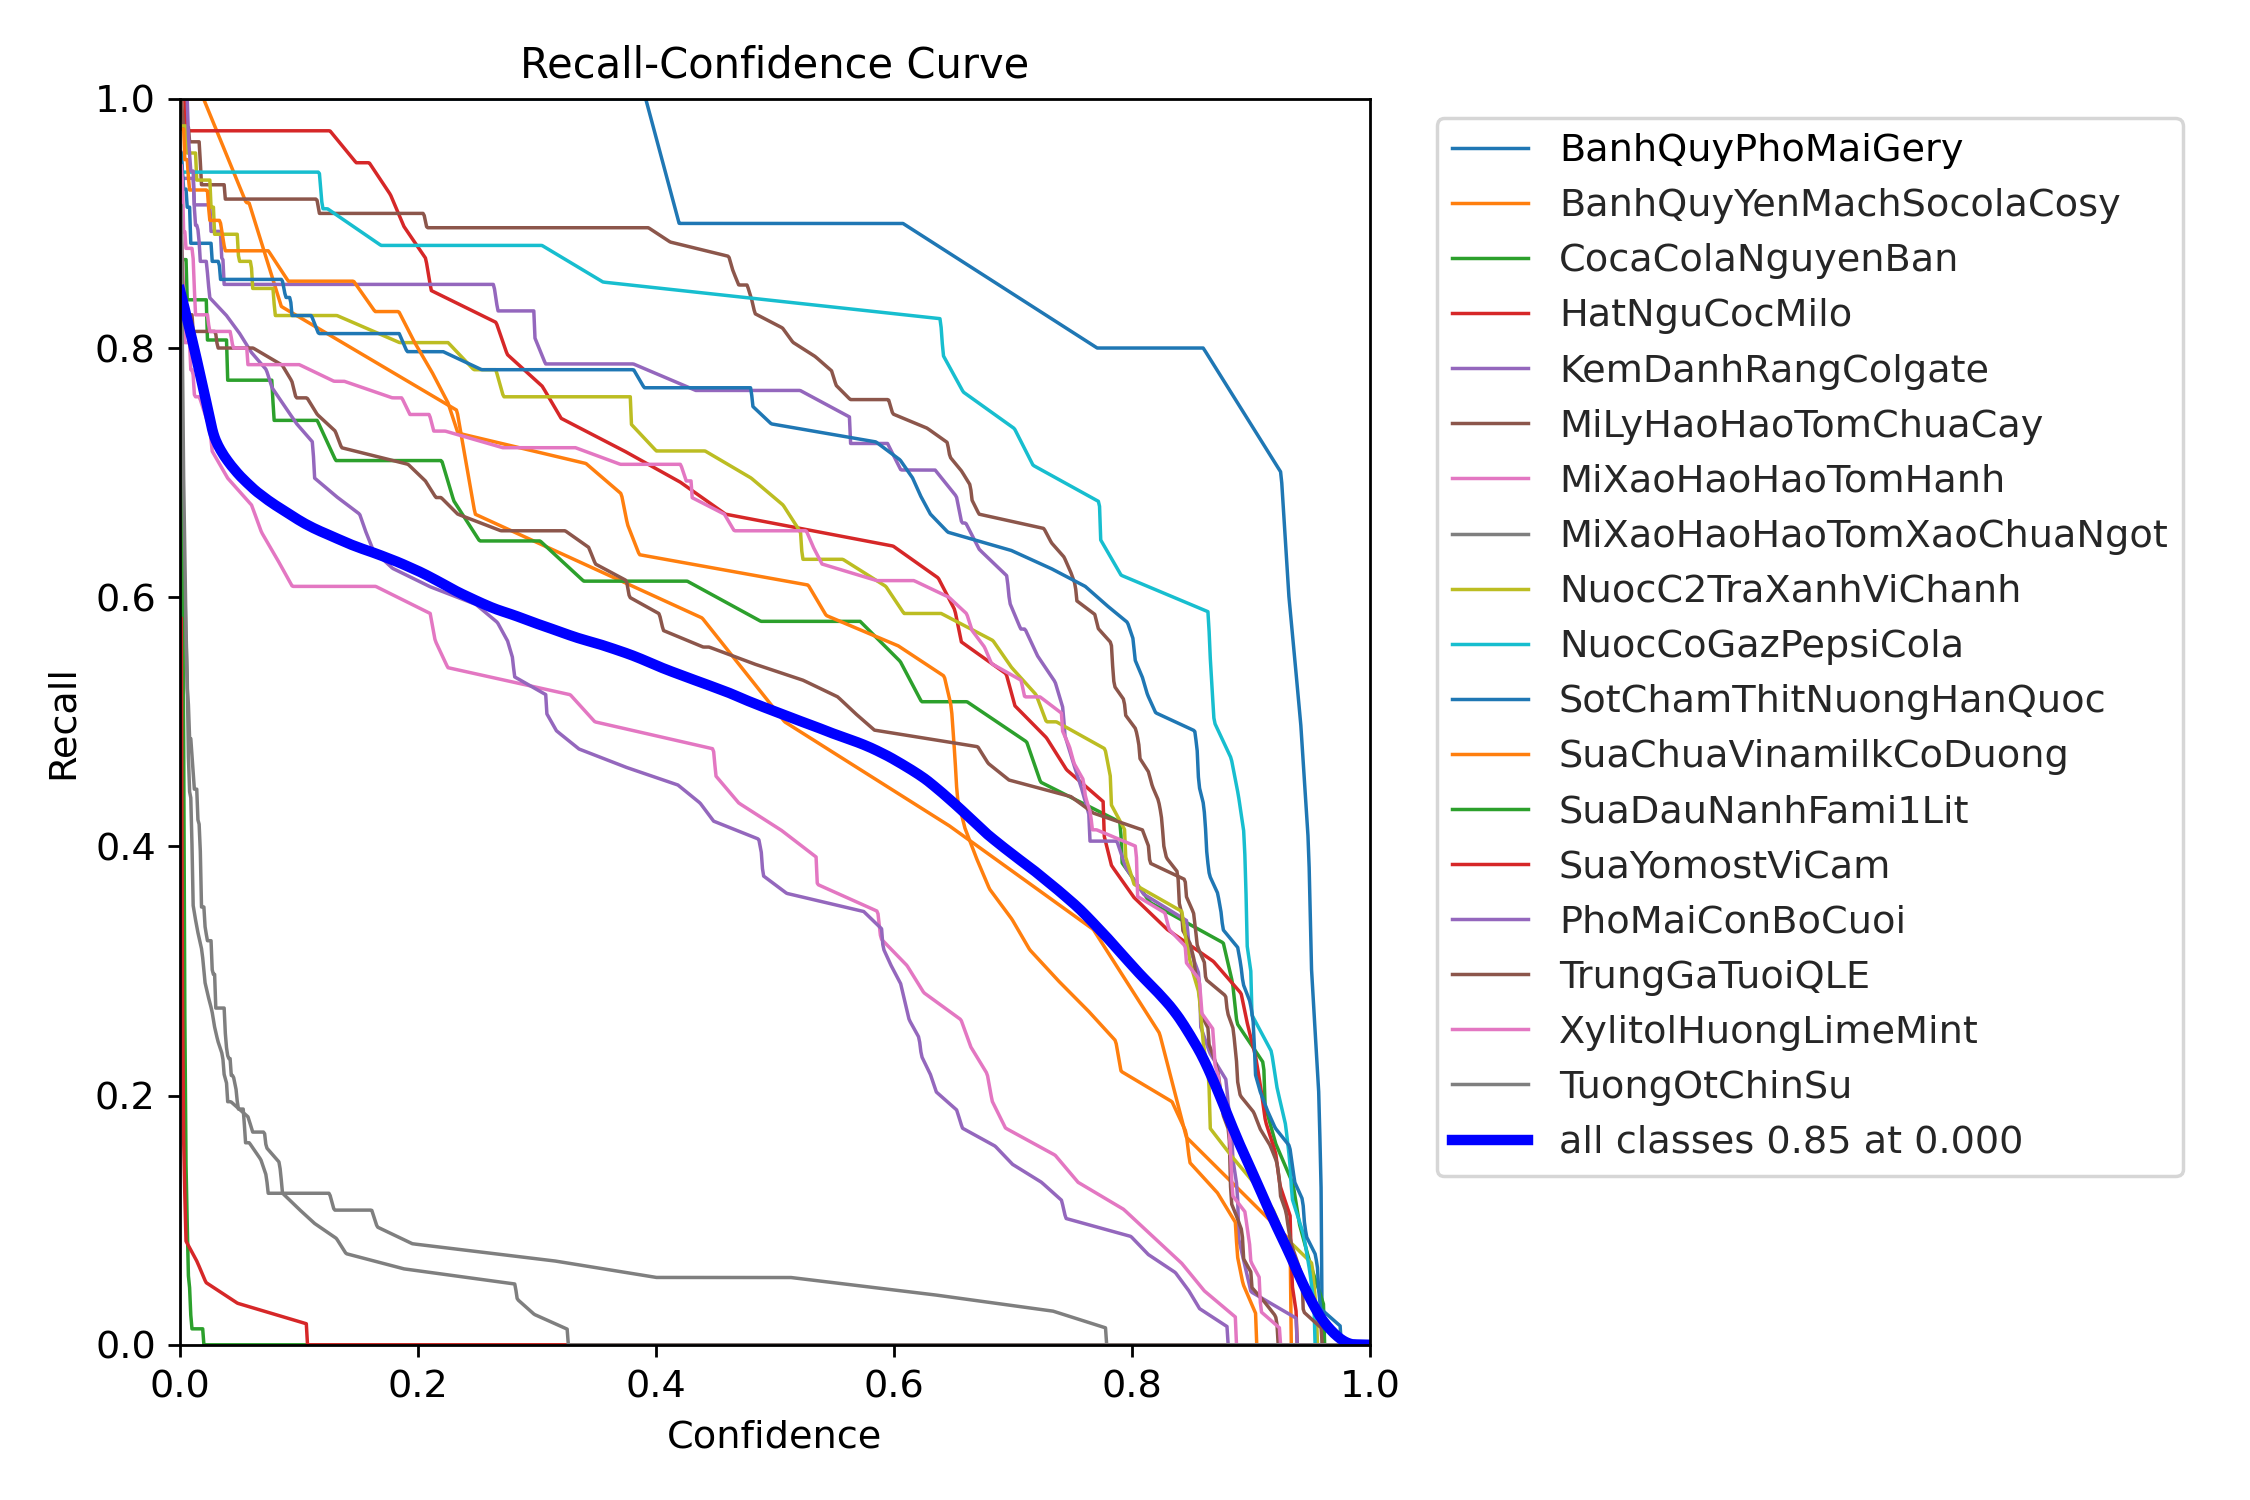 Recall-Confidence Curve
1.0
0.8
0.6
0.4
0.2
0.0
Recall
0.0 0.2 0.4 0.6 0.8 1.0
Confidence
BanhQuyPhoMaiGery
BanhQuyYenMachSocolaCosy
CocaColaNguyenBan
HatNguCocMilo
KemDanhRangColgate
MiLyHaoHaoTomChuaCay
MiXaoHaoHaoTomHanh
MiXaoHaoHaoTomXaoChuaNgot
NuocC2TraXanhViChanh
NuocCoGazPepsiCola
SotChamThitNuongHanQuoc
SuaChuaVinamilkCoDuong
SuaDauNanhFami1Lit
SuaYomostViCam
PhoMaiConBoCuoi
TrungGaTuoiQLE
XylitolHuongLimeMint
TuongOtChinSu
all classes 0.85 at 0.000